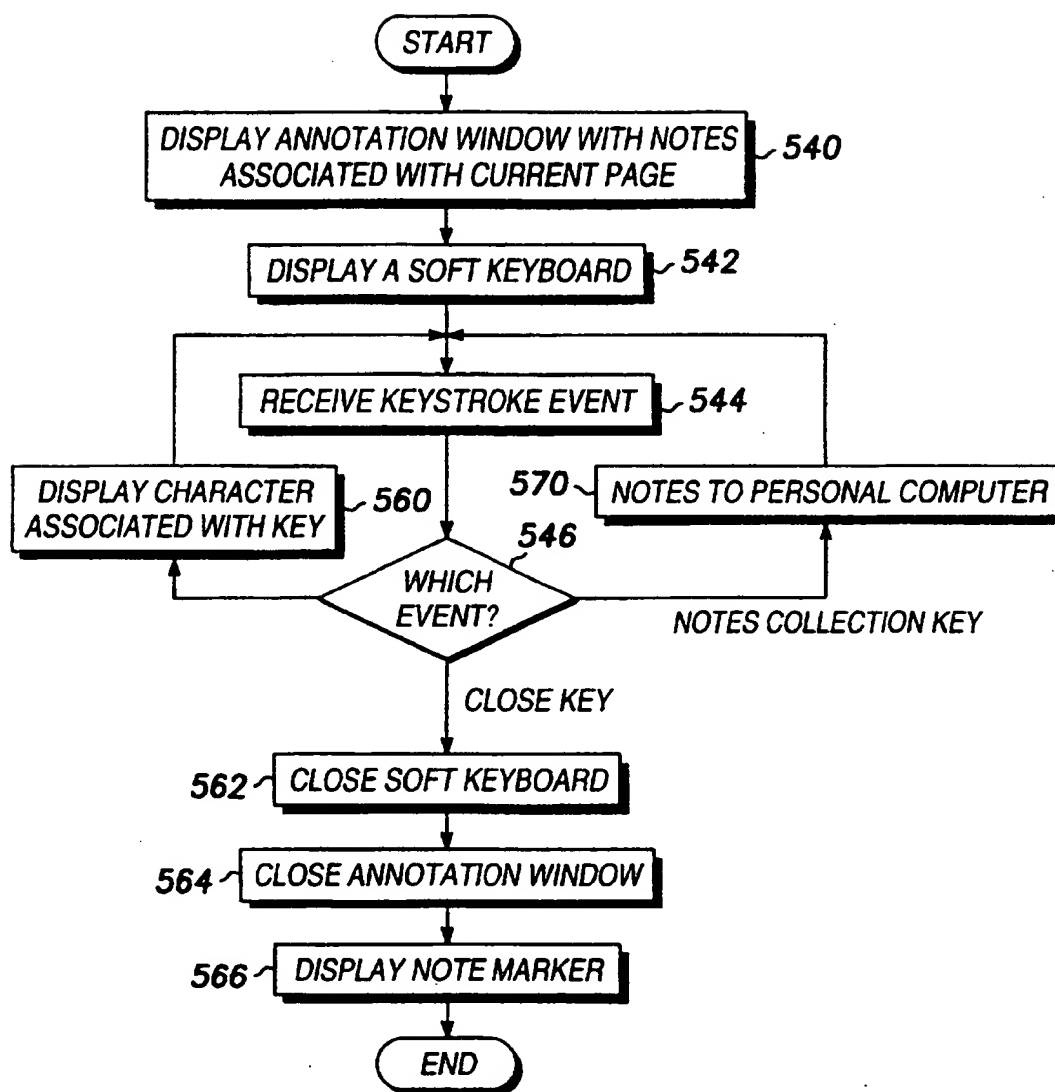 START
DISPLAY ANNOTATION WINDOW WITH NOTES
ASSOCIATED WITH CURRENT PAGE
540
DISPLAY A SOFT KEYBOARD
542
RECEIVE KEYSTROKE EVENT
544
DISPLAY CHARACTER
ASSOCIATED WITH KEY
560
570
NOTES TO PERSONAL COMPUTER
546
WHICH
EVENT?
NOTES COLLECTION KEY
CLOSE KEY
562
CLOSE SOFT KEYBOARD
564
CLOSE ANNOTATION WINDOW
566
DISPLAY NOTE MARKER
END